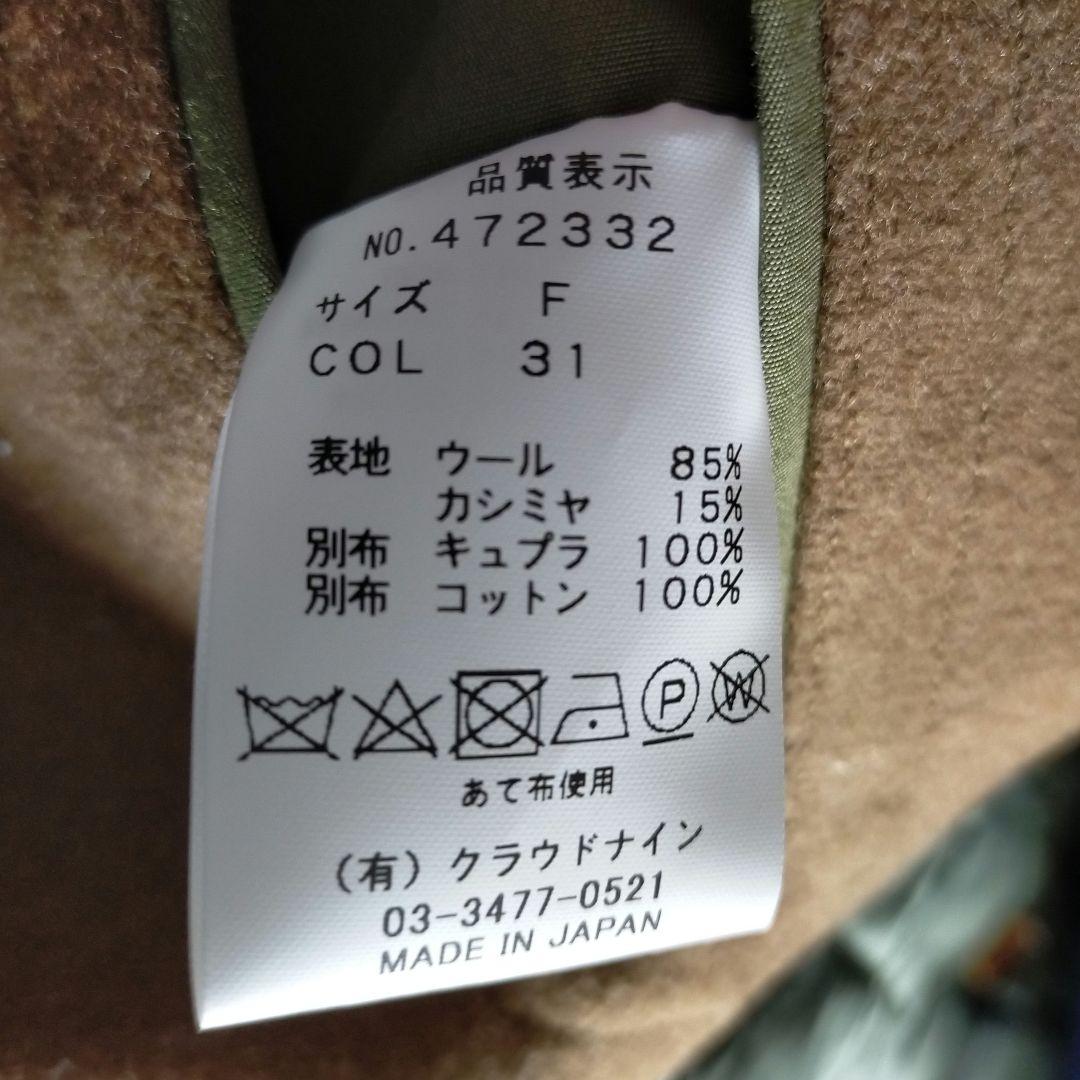 品質表示
NO.472332
サイズ F
COL 31
表地 ウール 85%
カシミヤ 15%
別布 キュプラ 100%
別布 コットン 100%
P W
あて布使用
(有)クラウドナイン
03-3477-0521
MADE IN JAPAN